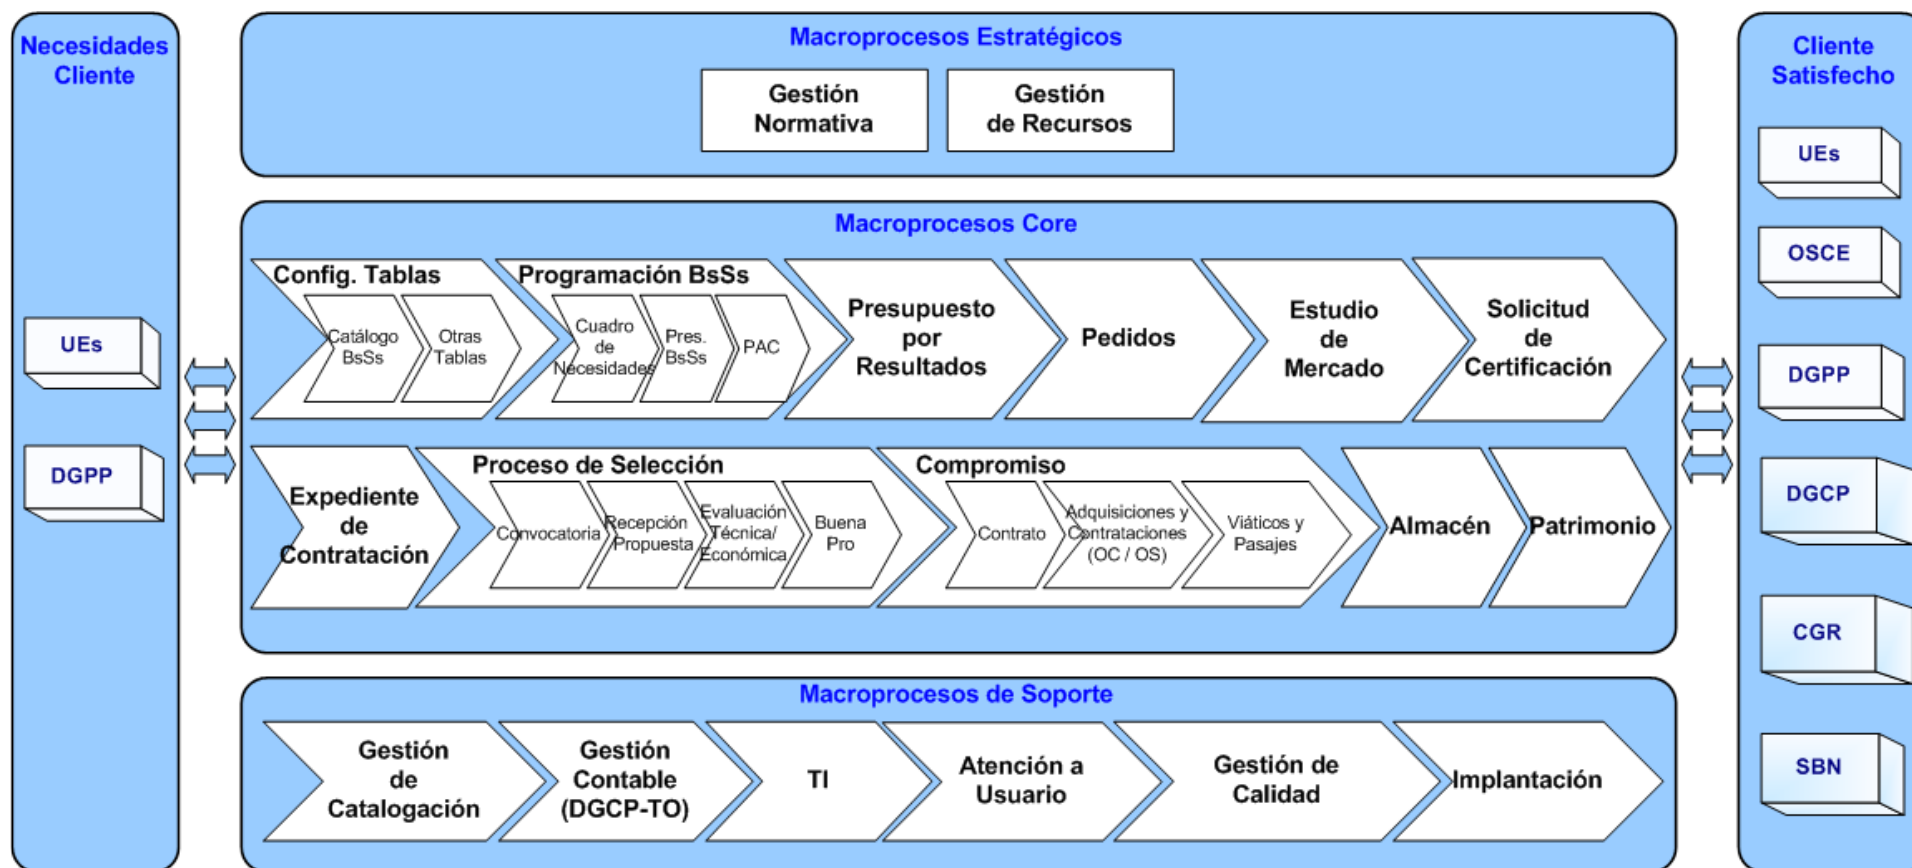 Necesidades
Cliente
UEs
DGPP
Macroprocesos Estratégicos
Gestión
Normativa
Gestión
de Recursos
Macroprocesos Core
Config. Tablas
Catálogo
BsSs
Otras
Tablas
Programación BsSs
Cuadro
de
Necesidades
Pres.
BsSs
PAC
Presupuesto
por
Resultados
Pedidos
Estudio
de
Mercado
Solicitud
de
Certificación
Expediente
de
Contratación
Proceso de Selección
Convocatoria
Recepción
Propuesta
Evaluación
Técnica/
Económica
Buena
Pro
Compromiso
Contrato
Adquisiciones y
Contrataciones
(OC / OS)
Viáticos y
Pasajes
Almacén
Patrimonio
Macroprocesos de Soporte
Gestión
de
Catalogación
Gestión
Contable
(DGCP-TO)
TI
Atención a
Usuario
Gestión de
Calidad
Implantación
Cliente
Satisfecho
UEs
OSCE
DGPP
DGCP
CGR
SBN